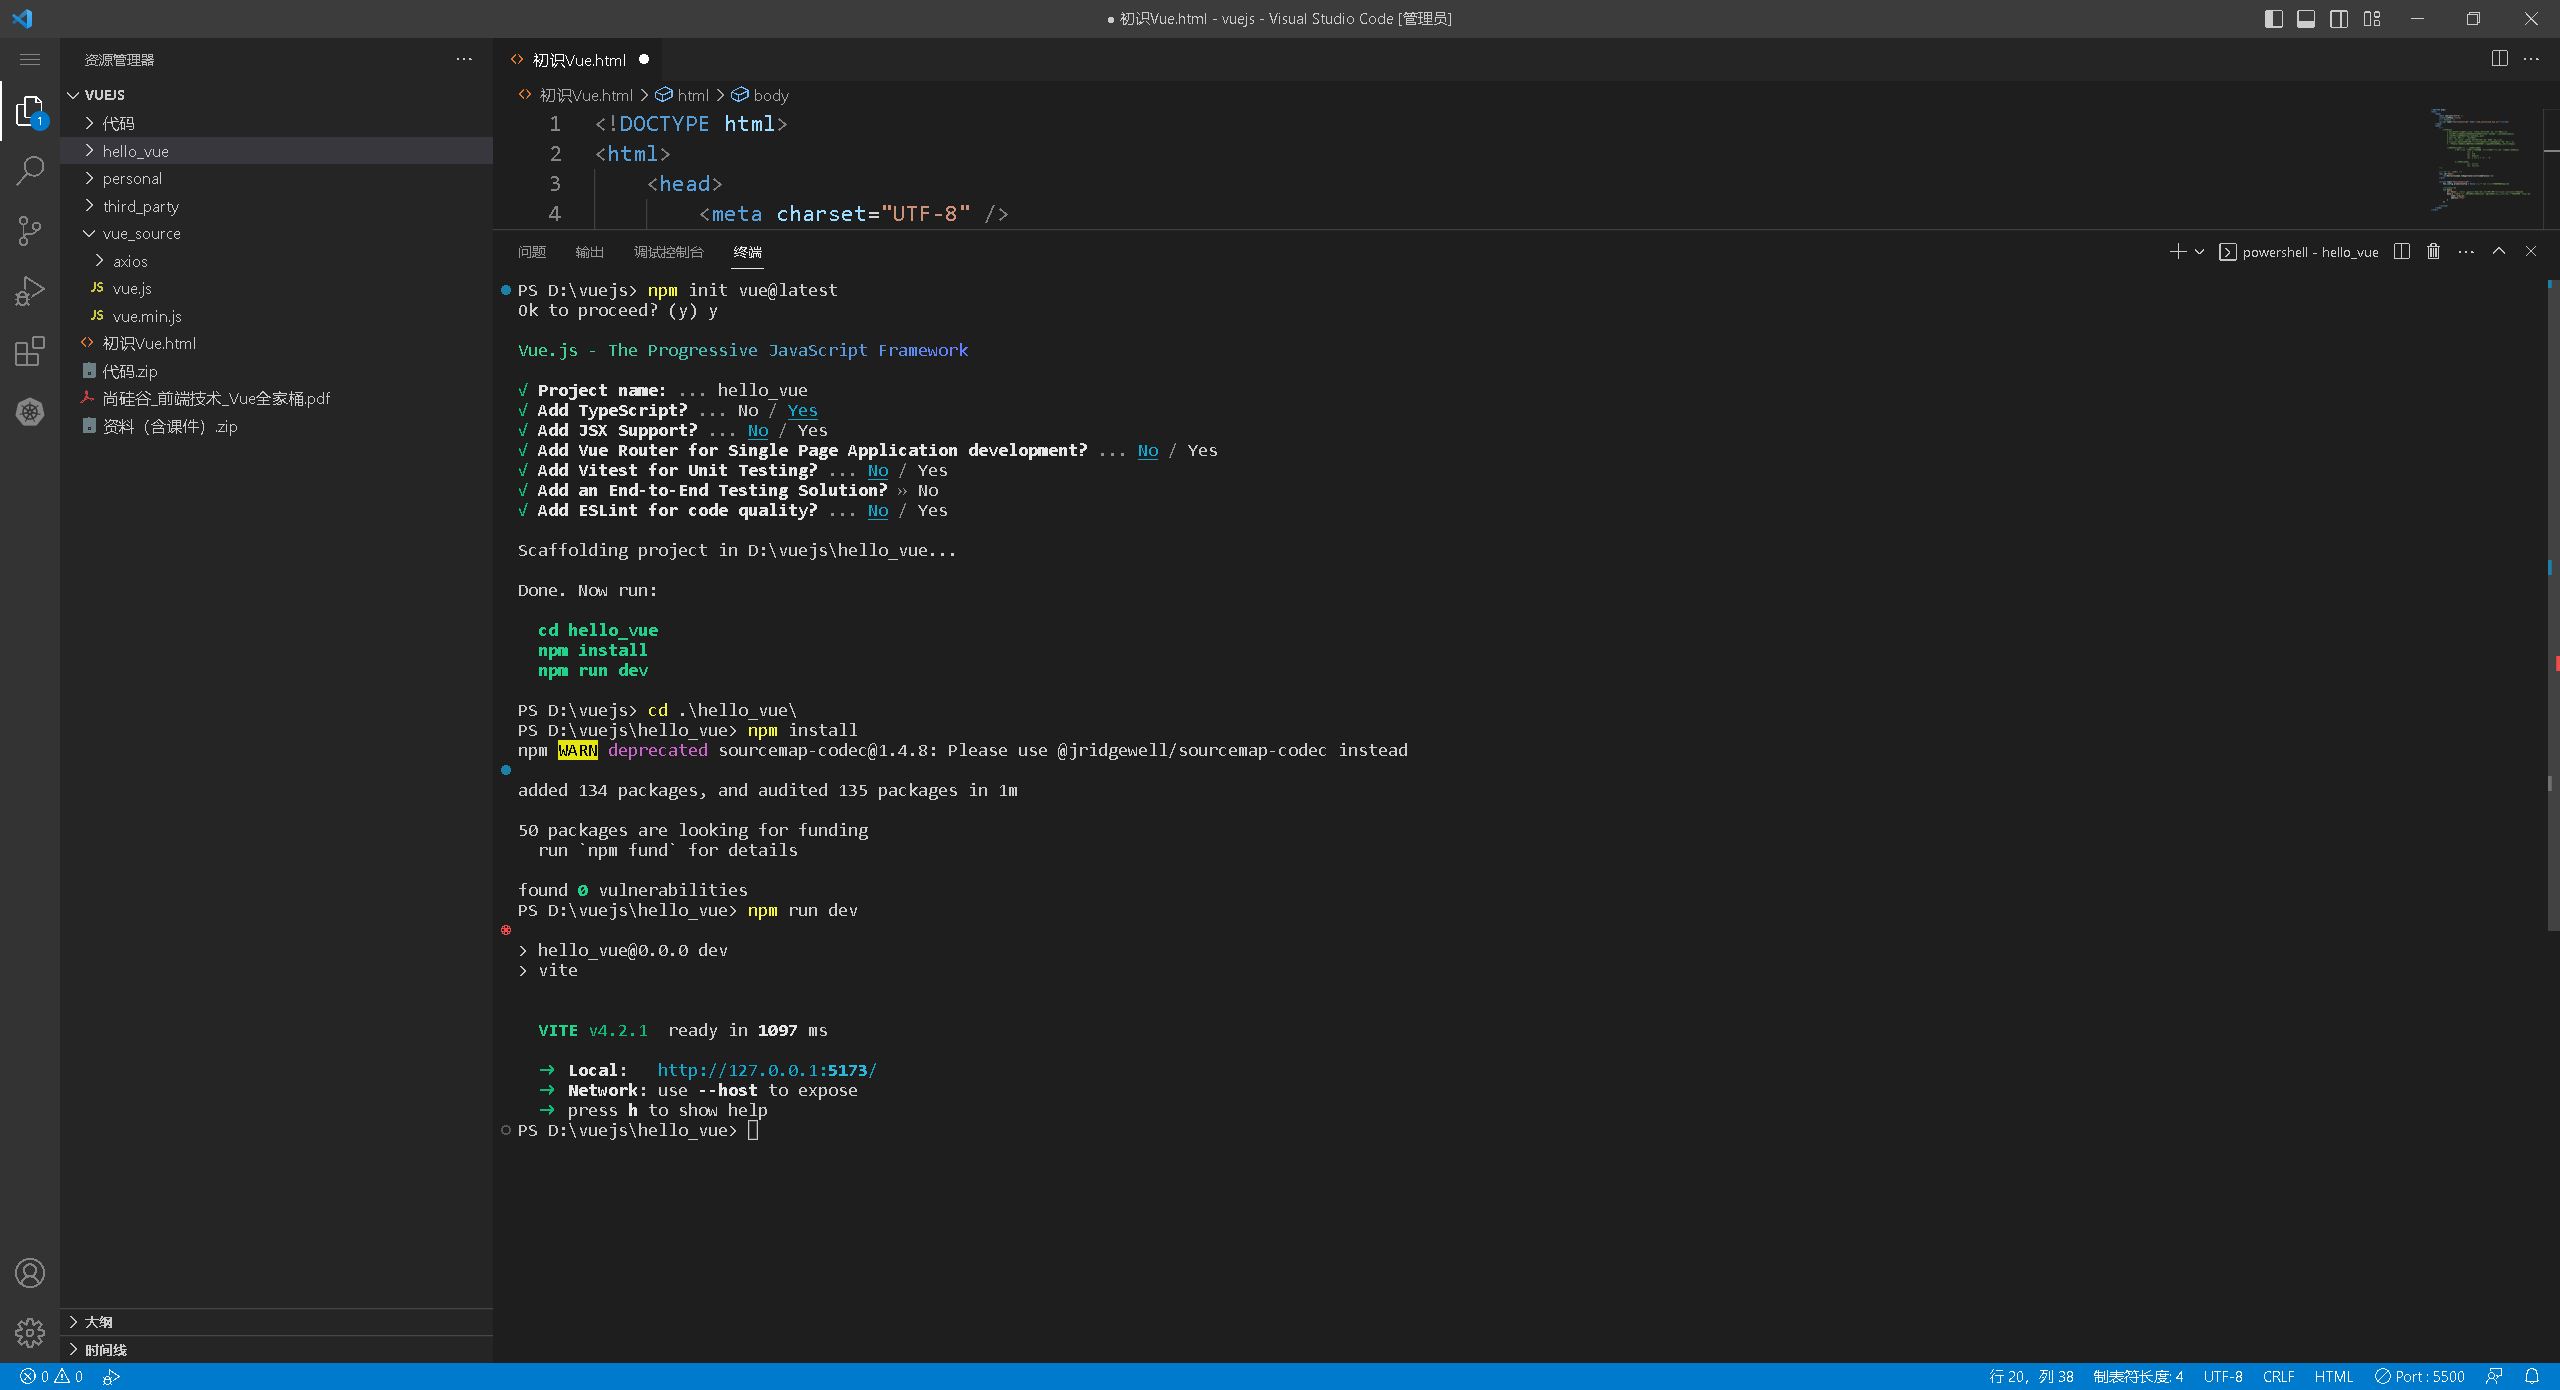 ● 初识Vue.html - vuejs - Visual Studio Code [管理员]
资源管理器
VUEJS
代码
hello_vue
personal
third_party
vue_source
axios
JS vue.js
JS vue.min.js
初识Vue.html
代码.zip
尚硅谷_前端技术_Vue全家桶.pdf
资料（含课件）.zip
大纲
时间线
1
初识Vue.html
初识Vue.html > html > body
1 <!DOCTYPE html>
2 <html>
3 <head>
4 <meta charset="UTF-8" />
问题 输出 调试控制台 终端
powershell - hello_vue
PS D:\vuejs> npm init vue@latest
Ok to proceed? (y) y
Vue.js - The Progressive JavaScript Framework
√ Project name: ... hello_vue
√ Add TypeScript? ... No / Yes
√ Add JSX Support? ... No / Yes
√ Add Vue Router for Single Page Application development? ... No / Yes
√ Add Vitest for Unit Testing? ... No / Yes
√ Add an End-to-End Testing Solution? » No
√ Add ESLint for code quality? ... No / Yes
Scaffolding project in D:\vuejs\hello_vue...
Done. Now run:
cd hello_vue
npm install
npm run dev
PS D:\vuejs> cd .\hello_vue\
PS D:\vuejs\hello_vue> npm install
npm WARN deprecated sourcemap-codec@1.4.8: Please use @jridgewell/sourcemap-codec instead
added 134 packages, and audited 135 packages in 1m
50 packages are looking for funding
run `npm fund` for details
found 0 vulnerabilities
PS D:\vuejs\hello_vue> npm run dev
> hello_vue@0.0.0 dev
> vite
VITE v4.2.1 ready in 1097 ms
➜ Local: http://127.0.0.1:5173/
➜ Network: use --host to expose
➜ press h to show help
PS D:\vuejs\hello_vue>
0 0
行 20，列 38 制表符长度: 4 UTF-8 CRLF HTML Port : 5500